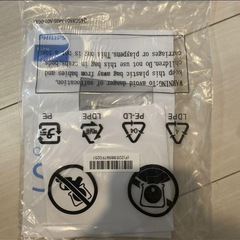 WARNING: To avoid danger of suffocation,
keep this plastic bag away from babies and
children. Do not use this bag in cribs, beds,
carriages or playpens. This bag is not a toy.
PHILIPS
PE
LDPE
PE-LD
LDPE
04